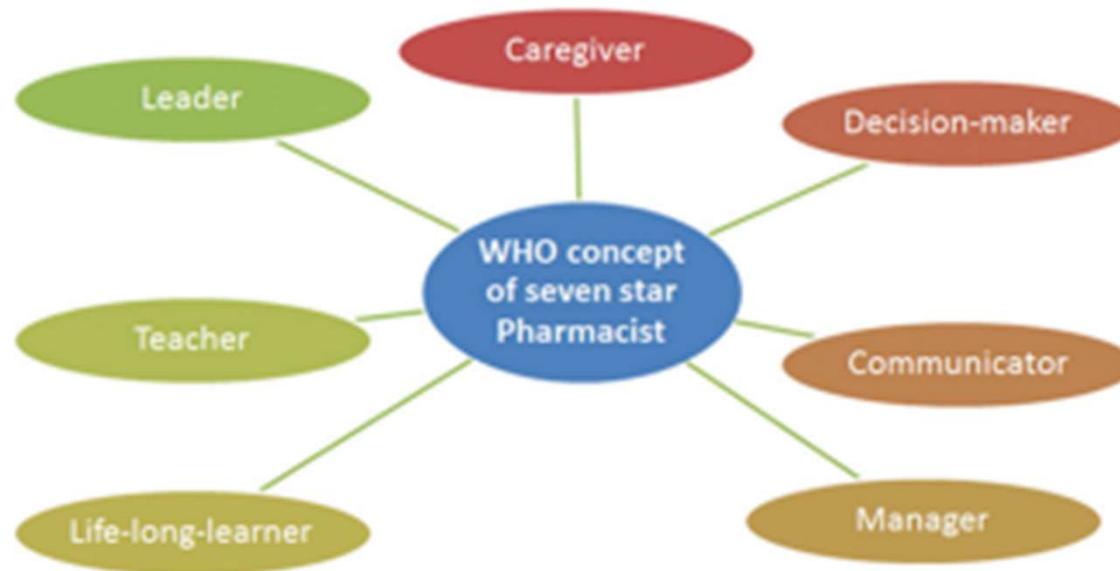 Caregiver
Leader
Decision-maker
WHO concept
of seven star
Pharmacist
Teacher
Communicator
Life-long-learner
Manager